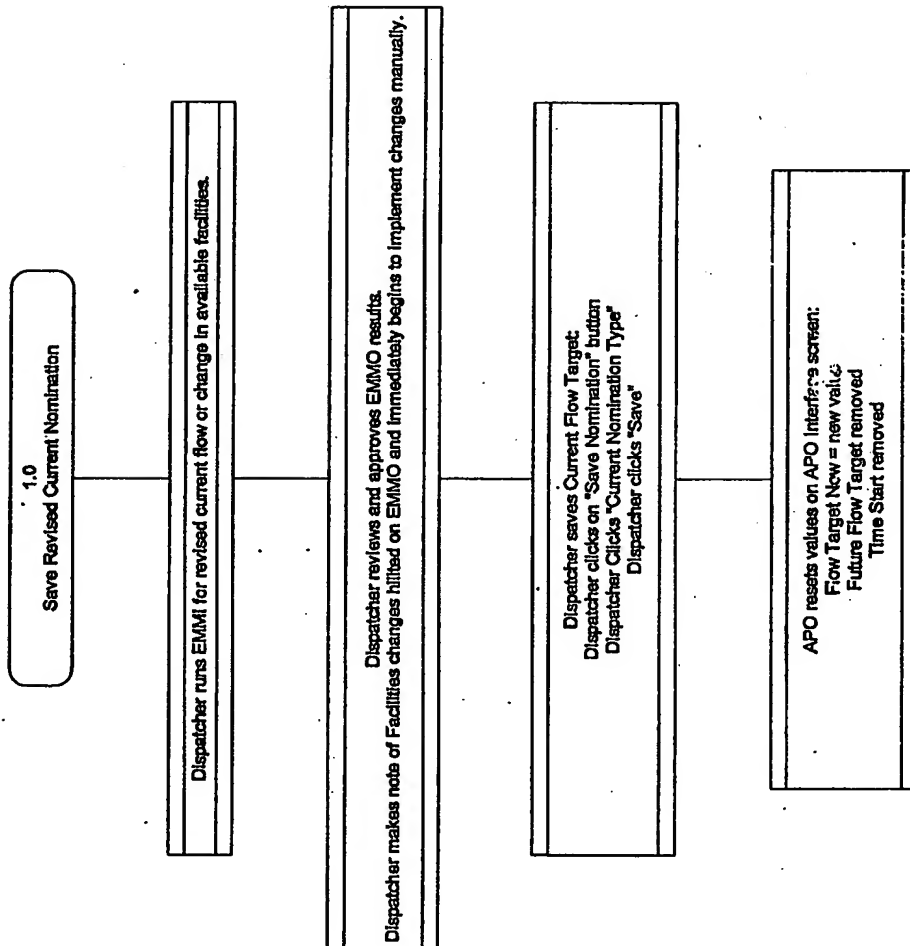 1.0
Save Revised Current Nomination
Dispatcher runs EMMI for revised current flow or change in available facilities.
Dispatcher reviews and approves EMMO results.
Dispatcher makes note of Facilities changes hilited on EMMO and immediately begins to implement changes manually.
Dispatcher saves Current Flow Target:
Dispatcher clicks on "Save Nomination" button
Dispatcher Clicks "Current Nomination Type"
Dispatcher clicks "Save"
APO resets values on APO Interface screen:
Flow Target Now = new value
Future Flow Target removed
Time Start removed